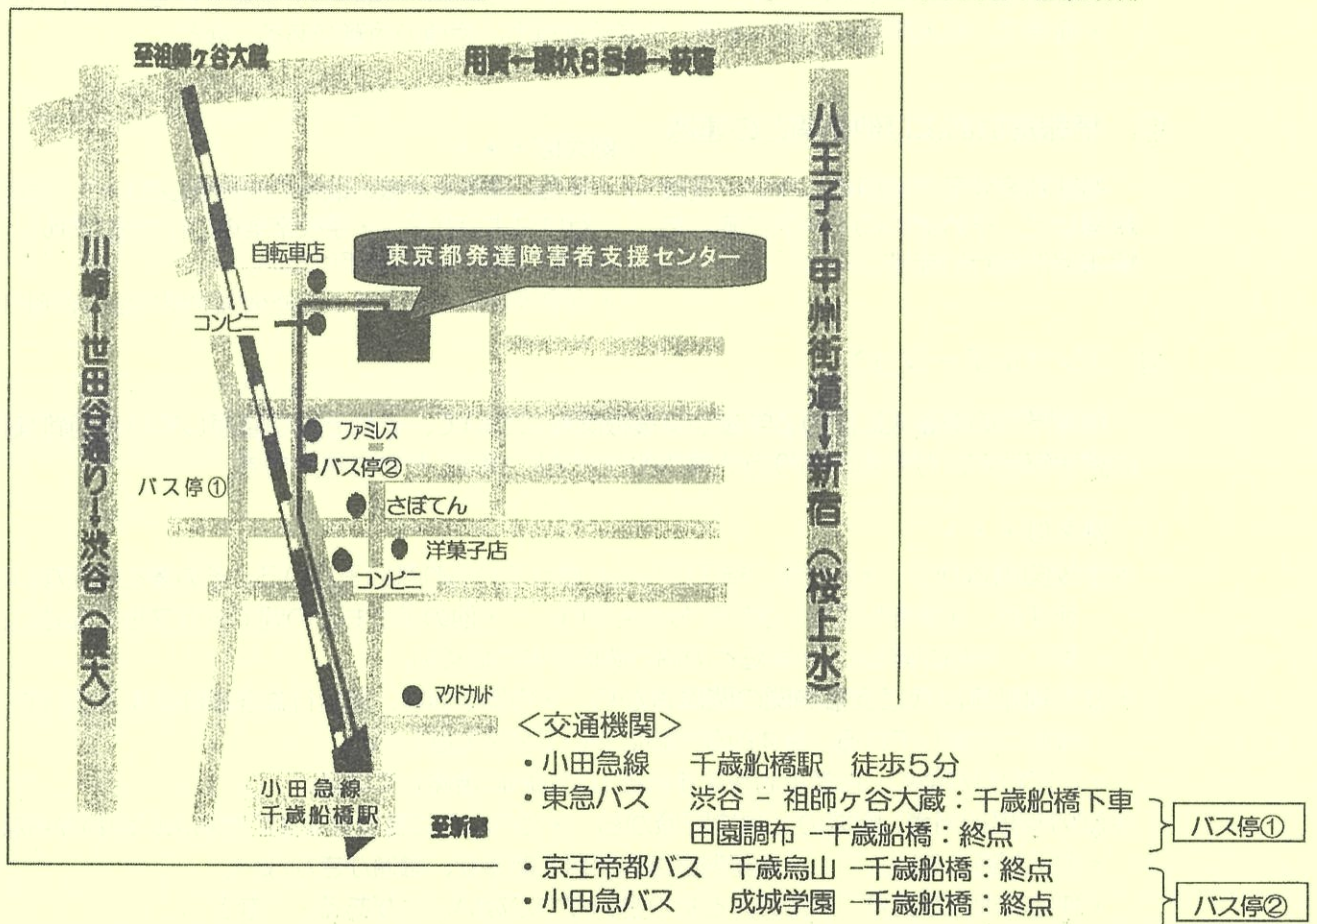 至祖師ヶ谷大蔵
用賀←環状8号線→荻窪
八王子←甲州街道→新宿（桜上水）
川崎←世田谷通り→渋谷（農大）
自転車店
東京都発達障害者支援センター
コンビニ
ファミレス
バス停②
バス停①
さぼてん
洋菓子店
コンビニ
マクドナルド
小田急線
千歳船橋駅
至新宿
＜交通機関＞
・小田急線　千歳船橋駅　徒歩5分
・東急バス　渋谷 － 祖師ヶ谷大蔵：千歳船橋下車
田園調布 －千歳船橋：終点
バス停①
・京王帝都バス　千歳烏山 －千歳船橋：終点
・小田急バス　成城学園 －千歳船橋：終点
バス停②